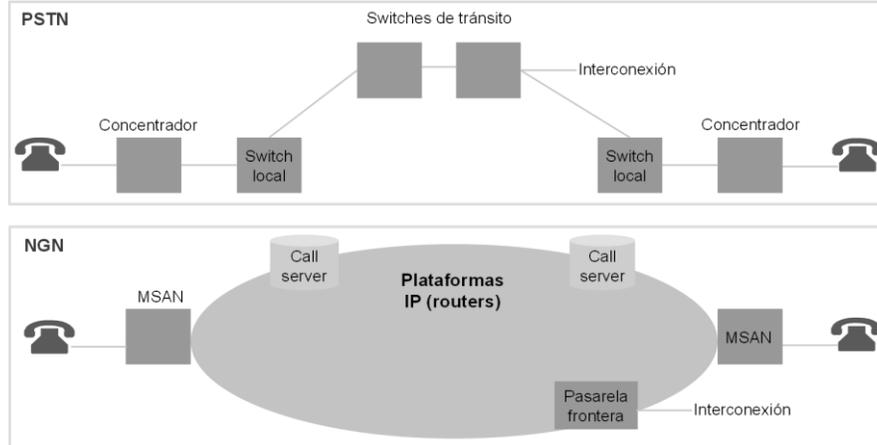 PSTN
Switches de tránsito
Interconexión
Concentrador
Concentrador
Switch
local
Switch
local
NGN
Call
server
Call
server
Plataformas
IP (routers)
MSAN
MSAN
Pasarela
frontera
Interconexión